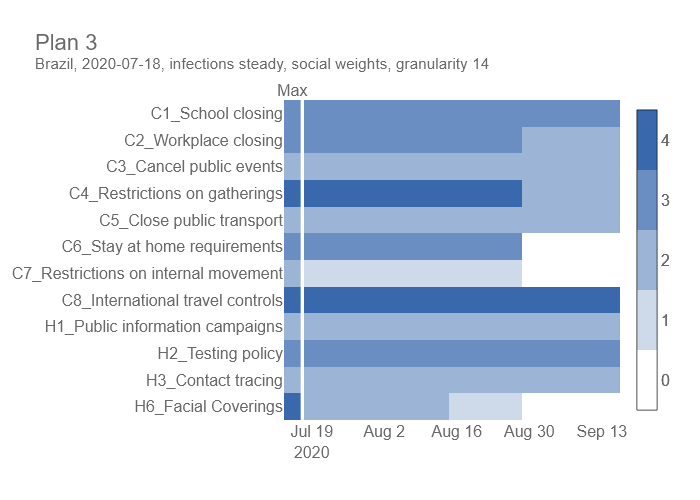 Plan 3
Brazil, 2020-07-18, infections steady, social weights, granularity 14
Max
C1_School closing
C2_Workplace closing
C3_Cancel public events
C4_Restrictions on gatherings
C5_Close public transport
C6_Stay at home requirements
C7_Restrictions on internal movement
C8_International travel controls
H1_Public information campaigns
H2_Testing policy
H3_Contact tracing
H6_Facial Coverings
Jul 19 Aug 2 Aug 16 Aug 30 Sep 13
2020
4
3
2
1
0